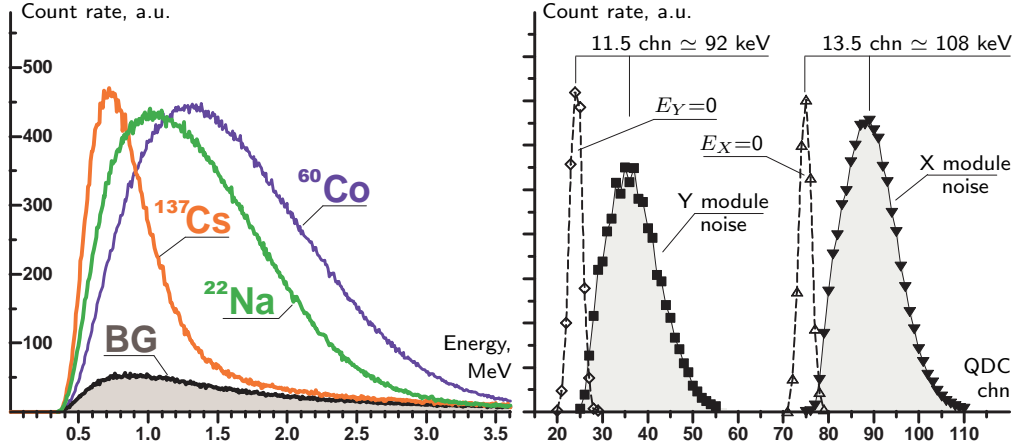 Count rate, a.u.
500
400
300
200
100
60Co
137Cs
22Na
BG
Energy,
MeV
0.5 1.0 1.5 2.0 2.5 3.0 3.5
Count rate, a.u.
11.5 chn ≃ 92 keV
13.5 chn ≃ 108 keV
E_Y=0
E_X=0
X module
noise
Y module
noise
QDC
chn
20 30 40 50 60 70 80 90 100 110